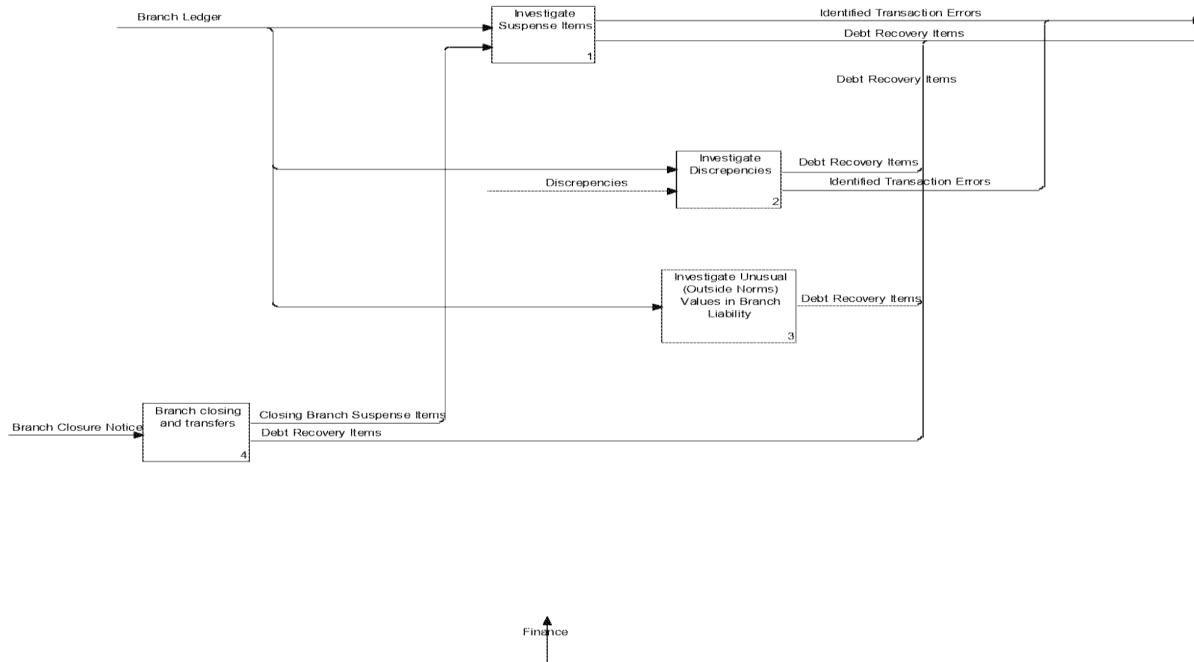 Branch Ledger
Investigate
Suspense Items
1
Identified Transaction Errors
Debt Recovery Items
Debt Recovery Items
Investigate
Discrepencies
2
Debt Recovery Items
Identified Transaction Errors
Discrepencies
Investigate Unusual
(Outside Norms)
Values in Branch
Liability
3
Debt Recovery Items
Branch closing
and transfers
4
Closing Branch Suspense Items
Debt Recovery Items
Branch Closure Notice
Finance